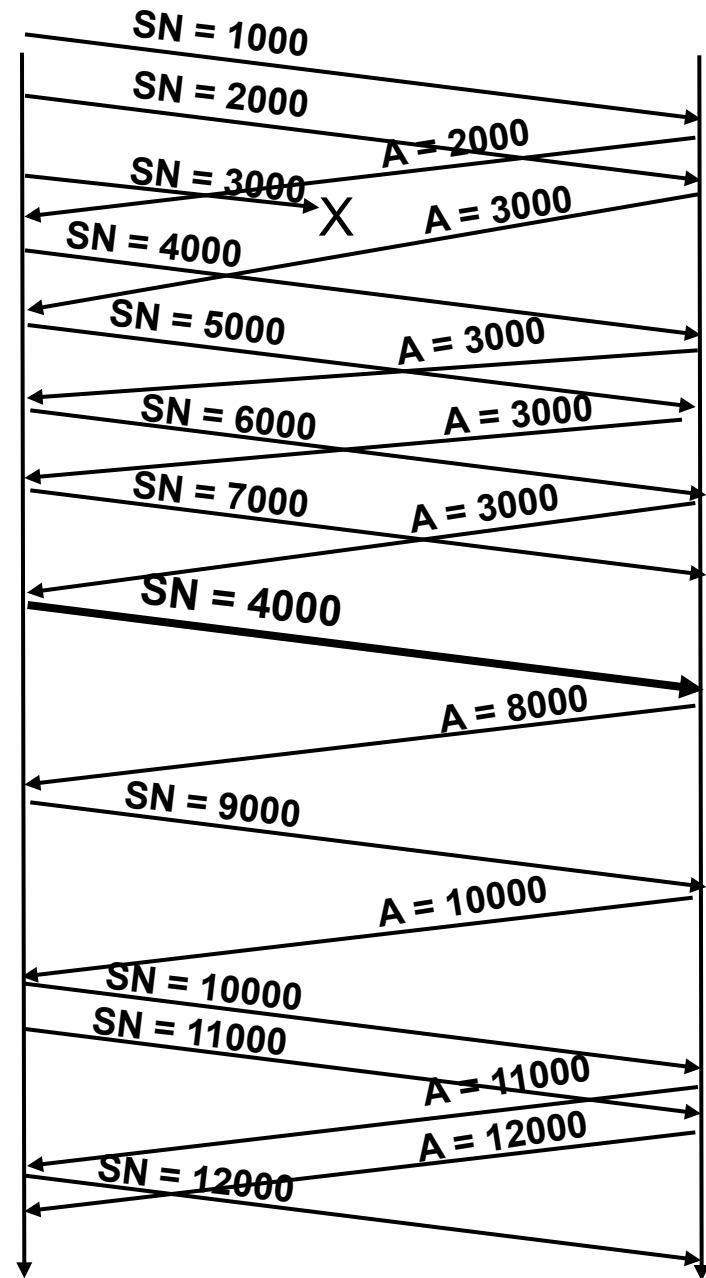 SN = 1000
SN = 2000
A = 2000
SN = 3000
X
A = 3000
SN = 4000
SN = 5000
A = 3000
SN = 6000
A = 3000
SN = 7000
A = 3000
SN = 4000
A = 8000
SN = 9000
A = 10000
SN = 10000
SN = 11000
A = 11000
A = 12000
SN = 12000